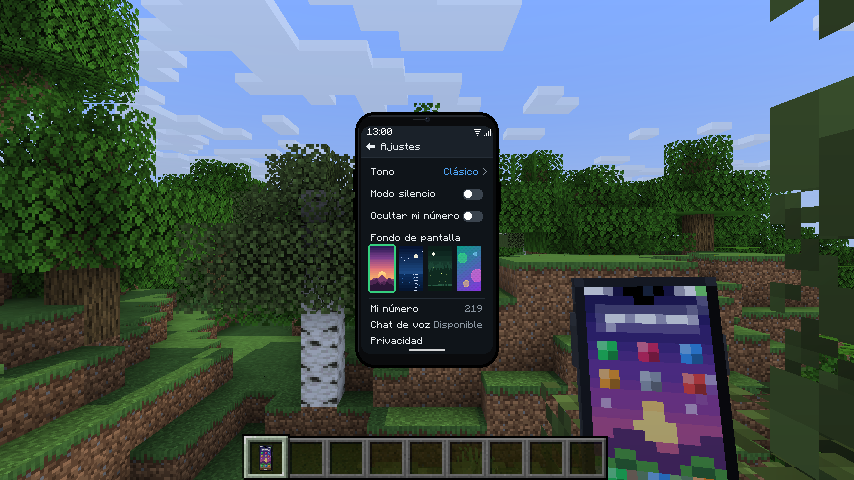 13:00
Ajustes
Tono Clásico
Modo silencio
Ocultar mi número
Fondo de pantalla
Mi número 219
Chat de voz Disponible
Privacidad